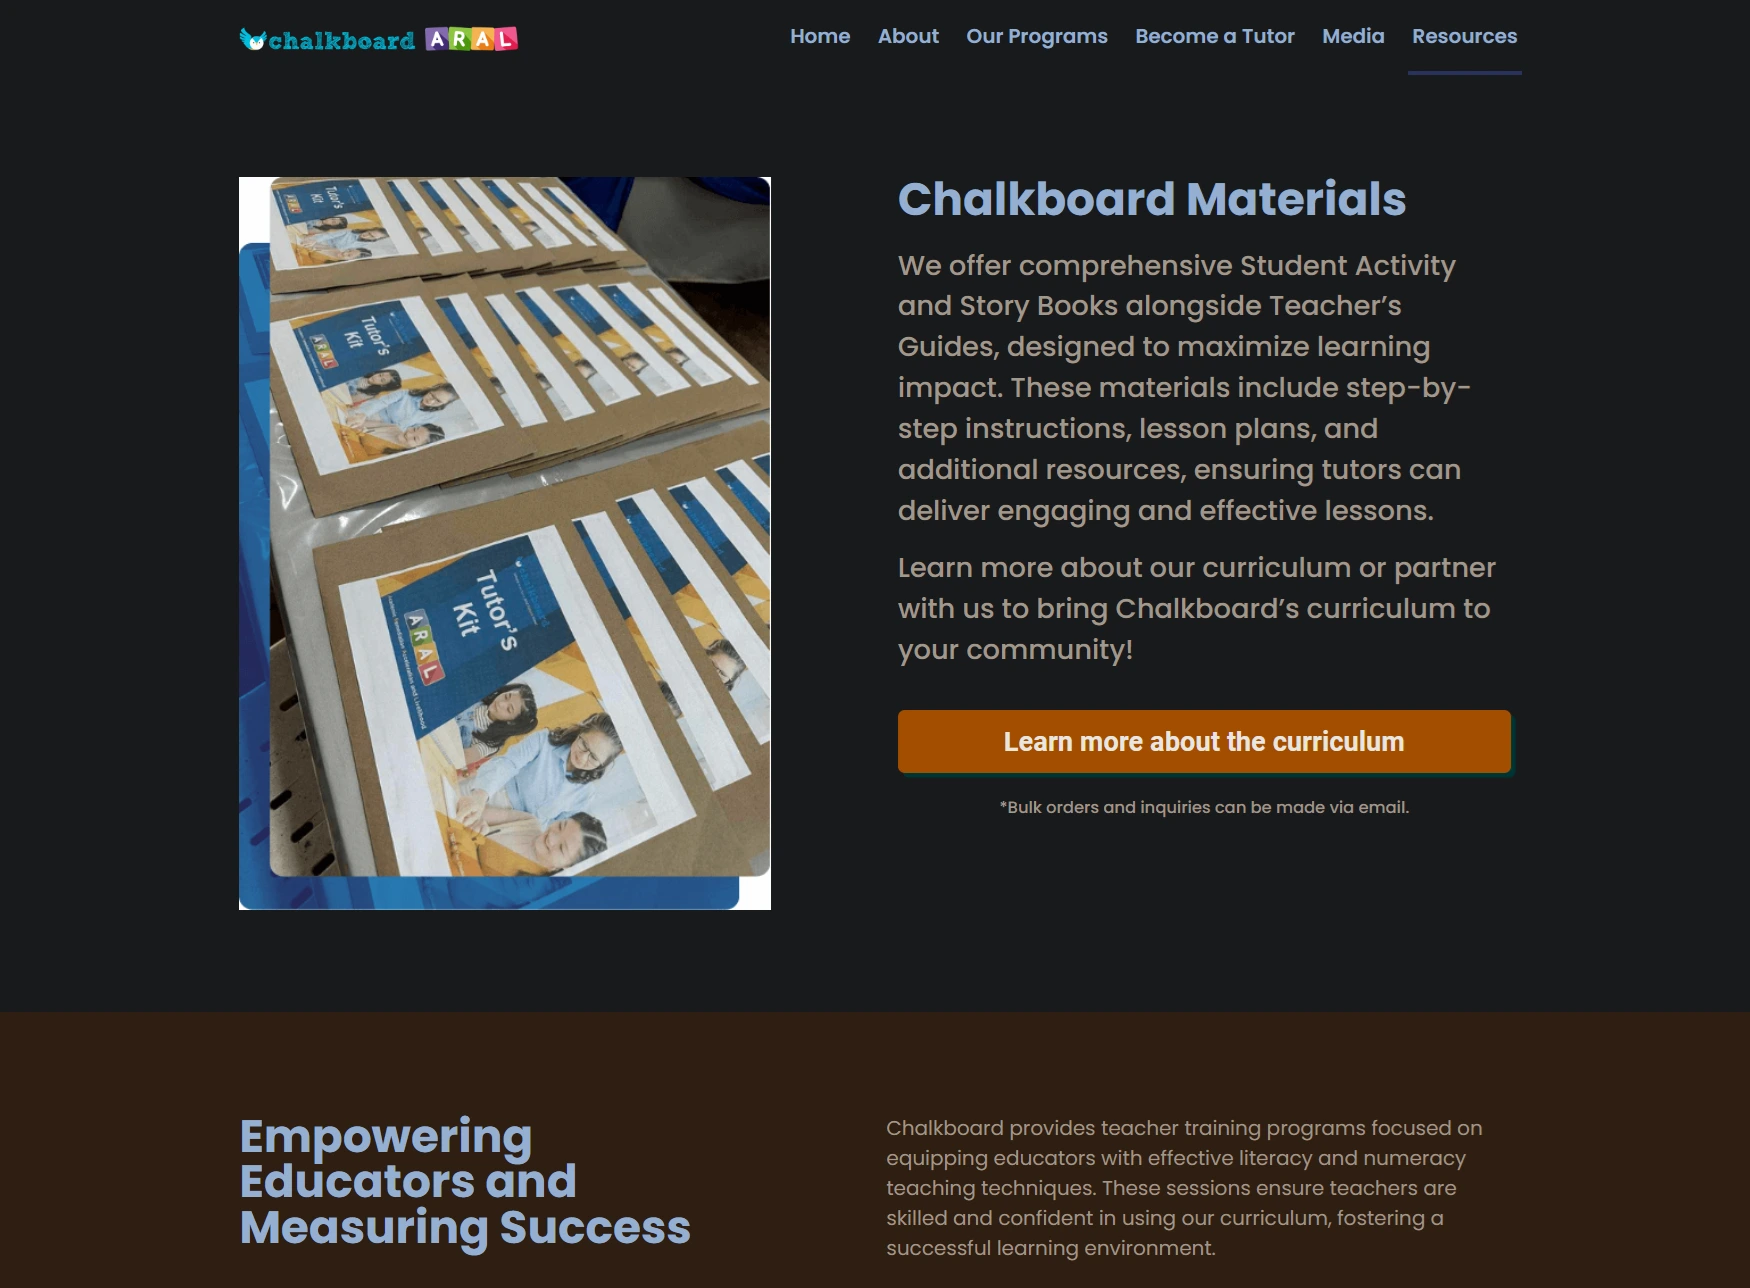 chalkboard ARAL
Home About Our Programs Become a Tutor Media Resources
Tutor's
Kit
ARAL
Tutor's
Kit
ARAL
Tutor's
Kit
ARAL
Chalkboard Materials
We offer comprehensive Student Activity
and Story Books alongside Teacher’s
Guides, designed to maximize learning
impact. These materials include step-by-
step instructions, lesson plans, and
additional resources, ensuring tutors can
deliver engaging and effective lessons.
Learn more about our curriculum or partner
with us to bring Chalkboard’s curriculum to
your community!
Learn more about the curriculum
*Bulk orders and inquiries can be made via email.
Empowering
Educators and
Measuring Success
Chalkboard provides teacher training programs focused on
equipping educators with effective literacy and numeracy
teaching techniques. These sessions ensure teachers are
skilled and confident in using our curriculum, fostering a
successful learning environment.